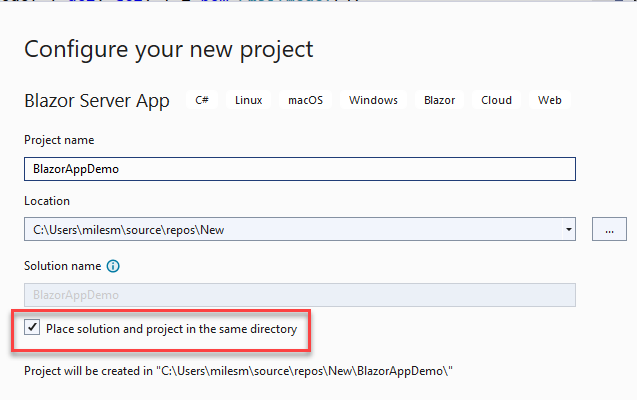 Configure your new project
Blazor Server App C# Linux macOS Windows Blazor Cloud Web
Project name
BlazorAppDemo
Location
C:\Users\milesm\source\repos\New ...
Solution name
BlazorAppDemo
Place solution and project in the same directory
Project will be created in "C:\Users\milesm\source\repos\New\BlazorAppDemo\"